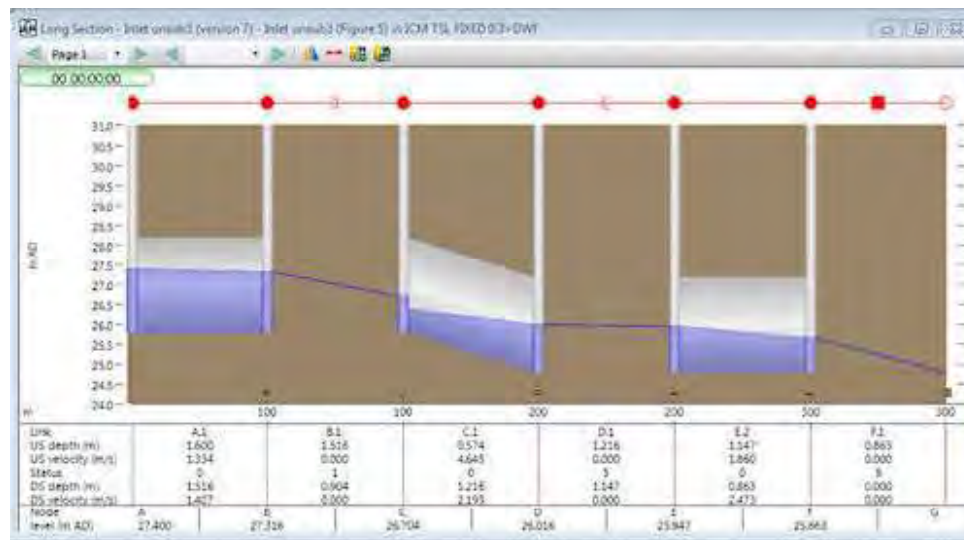 Long Section - Inlet unsub3 (version 7) - Inlet unsub3 (Figure 5) in ICM TSL FIXED 0.3+DWF
Page 1
00 00:00:00
31.0
30.5
30.0
29.5
29.0
28.5
28.0
27.5
27.0
26.5
26.0
25.5
25.0
24.5
24.0
m AD
m 100 100 200 200 300 300
Link A.1 B.1 C.1 D.1 E.2 F.1
US depth (m) 1.600 1.516 0.574 1.216 1.147 0.863
US velocity (m/s) 1.334 0.000 4.645 0.000 1.860 0.000
Status 0 1 0 3 0
DS depth (m) 1.516 0.904 1.216 1.147 0.863 0.000
DS velocity (m/s) 1.407 0.000 2.193 0.000 2.473 0.000
Node A B C D E F G
level (m AD) 27.400 27.316 26.704 26.016 25.947 25.663